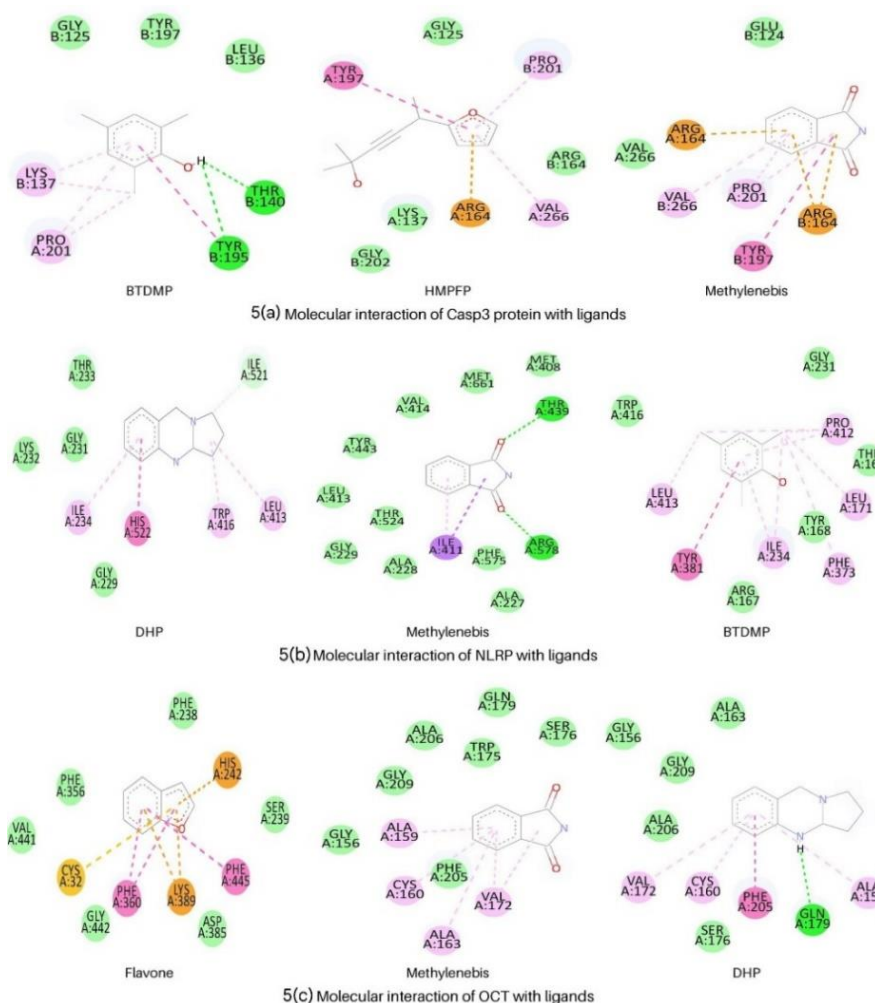 GLY
B:125
TYR
B:197
LEU
B:136
LYS
B:137
PRO
A:201
H
O
THR
B:140
TYR
B:195
BTDMP
GLY
A:125
TYR
A:197
PRO
B:201
O
O
ARG
B:164
LYS
A:137
ARG
A:164
VAL
A:266
GLY
B:202
HMPFP
GLU
B:124
ARG
A:164
O
N
O
VAL
A:266
VAL
B:266
PRO
A:201
ARG
B:164
TYR
B:197
Methylenebis
5(a) Molecular interaction of Casp3 protein with ligands
THR
A:233
ILE
A:521
LYS
A:232
GLY
A:231
N
N
ILE
A:234
HIS
A:522
TRP
A:416
LEU
A:413
GLY
A:229
DHP
MET
A:408
MET
A:661
VAL
A:414
THR
A:439
TYR
A:443
O
N
O
LEU
A:413
THR
A:524
GLY
A:229
ALA
A:228
ILE
A:411
PHE
A:575
ARG
A:578
ALA
A:227
Methylenebis
GLY
A:231
TRP
A:416
PRO
A:412
LEU
A:413
O
LEU
A:171
TYR
A:168
TYR
A:381
ILE
A:234
PHE
A:373
ARG
A:167
BTDMP
5(b) Molecular interaction of NLRP with ligands
PHE
A:238
HIS
A:242
PHE
A:356
SER
A:239
VAL
A:441
O
CYS
A:32
PHE
A:360
LYS
A:389
PHE
A:445
GLY
A:442
ASP
A:385
Flavone
GLN
A:179
ALA
A:206
TRP
A:175
SER
A:176
GLY
A:209
O
N
O
GLY
A:156
ALA
A:159
CYS
A:160
PHE
A:205
VAL
A:172
ALA
A:163
Methylenebis
ALA
A:163
GLY
A:156
GLY
A:209
ALA
A:206
N
N
H
VAL
A:172
CYS
A:160
PHE
A:205
GLN
A:179
SER
A:176
DHP
5(c) Molecular interaction of OCT with ligands